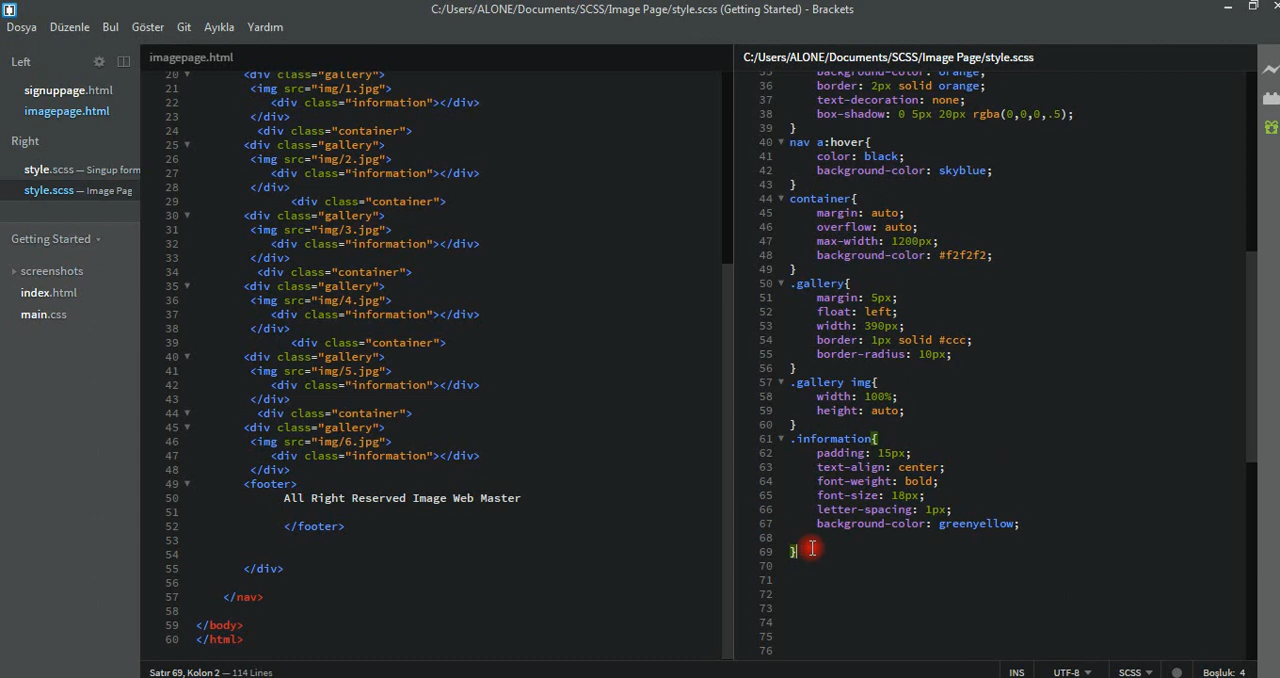 C:/Users/ALONE/Documents/SCSS/Image Page/style.scss (Getting Started) - Brackets
Dosya Düzenle Bul Göster Git Ayıkla Yardım
Left
signuppage.html
imagepage.html
Right
style.scss — Singup form
style.scss — Image Pag
Getting Started
screenshots
index.html
main.css
imagepage.html
20 <div class="gallery">
21 <img src="img/1.jpg">
22 <div class="information"></div>
23 </div>
24 <div class="container">
25 <div class="gallery">
26 <img src="img/2.jpg">
27 <div class="information"></div>
28 </div>
29 <div class="container">
30 <div class="gallery">
31 <img src="img/3.jpg">
32 <div class="information"></div>
33 </div>
34 <div class="container">
35 <div class="gallery">
36 <img src="img/4.jpg">
37 <div class="information"></div>
38 </div>
39 <div class="container">
40 <div class="gallery">
41 <img src="img/5.jpg">
42 <div class="information"></div>
43 </div>
44 <div class="container">
45 <div class="gallery">
46 <img src="img/6.jpg">
47 <div class="information"></div>
48 </div>
49 <footer>
50 All Right Reserved Image Web Master
51
52 </footer>
53
54
55 </div>
56
57 </nav>
58
59 </body>
60 </html>
C:/Users/ALONE/Documents/SCSS/Image Page/style.scss
35 background-color: orange;
36 border: 2px solid orange;
37 text-decoration: none;
38 box-shadow: 0 5px 20px rgba(0,0,0,.5);
39 }
40 nav a:hover{
41 color: black;
42 background-color: skyblue;
43 }
44 container{
45 margin: auto;
46 overflow: auto;
47 max-width: 1200px;
48 background-color: #f2f2f2;
49 }
50 .gallery{
51 margin: 5px;
52 float: left;
53 width: 390px;
54 border: 1px solid #ccc;
55 border-radius: 10px;
56 }
57 .gallery img{
58 width: 100%;
59 height: auto;
60 }
61 .information{
62 padding: 15px;
63 text-align: center;
64 font-weight: bold;
65 font-size: 18px;
66 letter-spacing: 1px;
67 background-color: greenyellow;
68
69 }
70
71
72
73
74
75
76
Satır 69, Kolon 2 — 114 Lines
INS UTF-8 SCSS Boşluk: 4